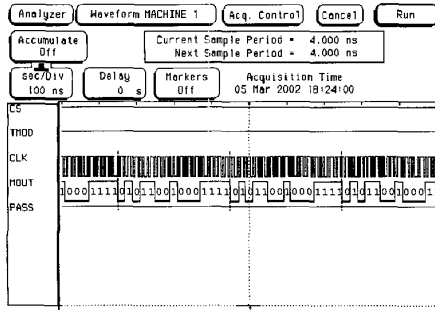 Analyzer Waveform MACHINE 1 Acq. Control Cancel Run
Accumulate Off
Current Sample Period = 4.000 ns
Next Sample Period = 4.000 ns
sec/Div 100 ns
Delay 0 s
Markers Off
Acquisition Time
05 Mar 2002 18:24:00
CS
TMOD
CLK
MOUT 1000111101011001000111101011001000111101011001000 11
PASS